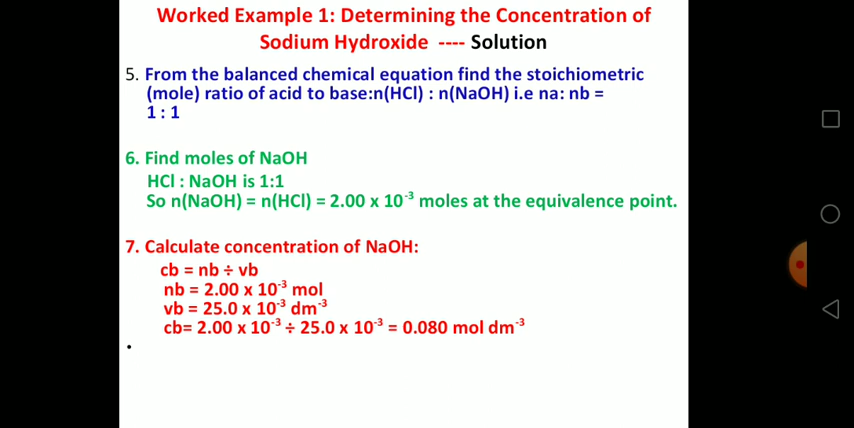 Worked Example 1: Determining the Concentration of
Sodium Hydroxide ---- Solution
5. From the balanced chemical equation find the stoichiometric
(mole) ratio of acid to base:n(HCl) : n(NaOH) i.e na: nb =
1 : 1
6. Find moles of NaOH
HCl : NaOH is 1:1
So n(NaOH) = n(HCl) = 2.00 x 10⁻³ moles at the equivalence point.
7. Calculate concentration of NaOH:
cb = nb ÷ vb
nb = 2.00 x 10⁻³ mol
vb = 25.0 x 10⁻³ dm⁻³
cb= 2.00 x 10⁻³ ÷ 25.0 x 10⁻³ = 0.080 mol dm⁻³
•